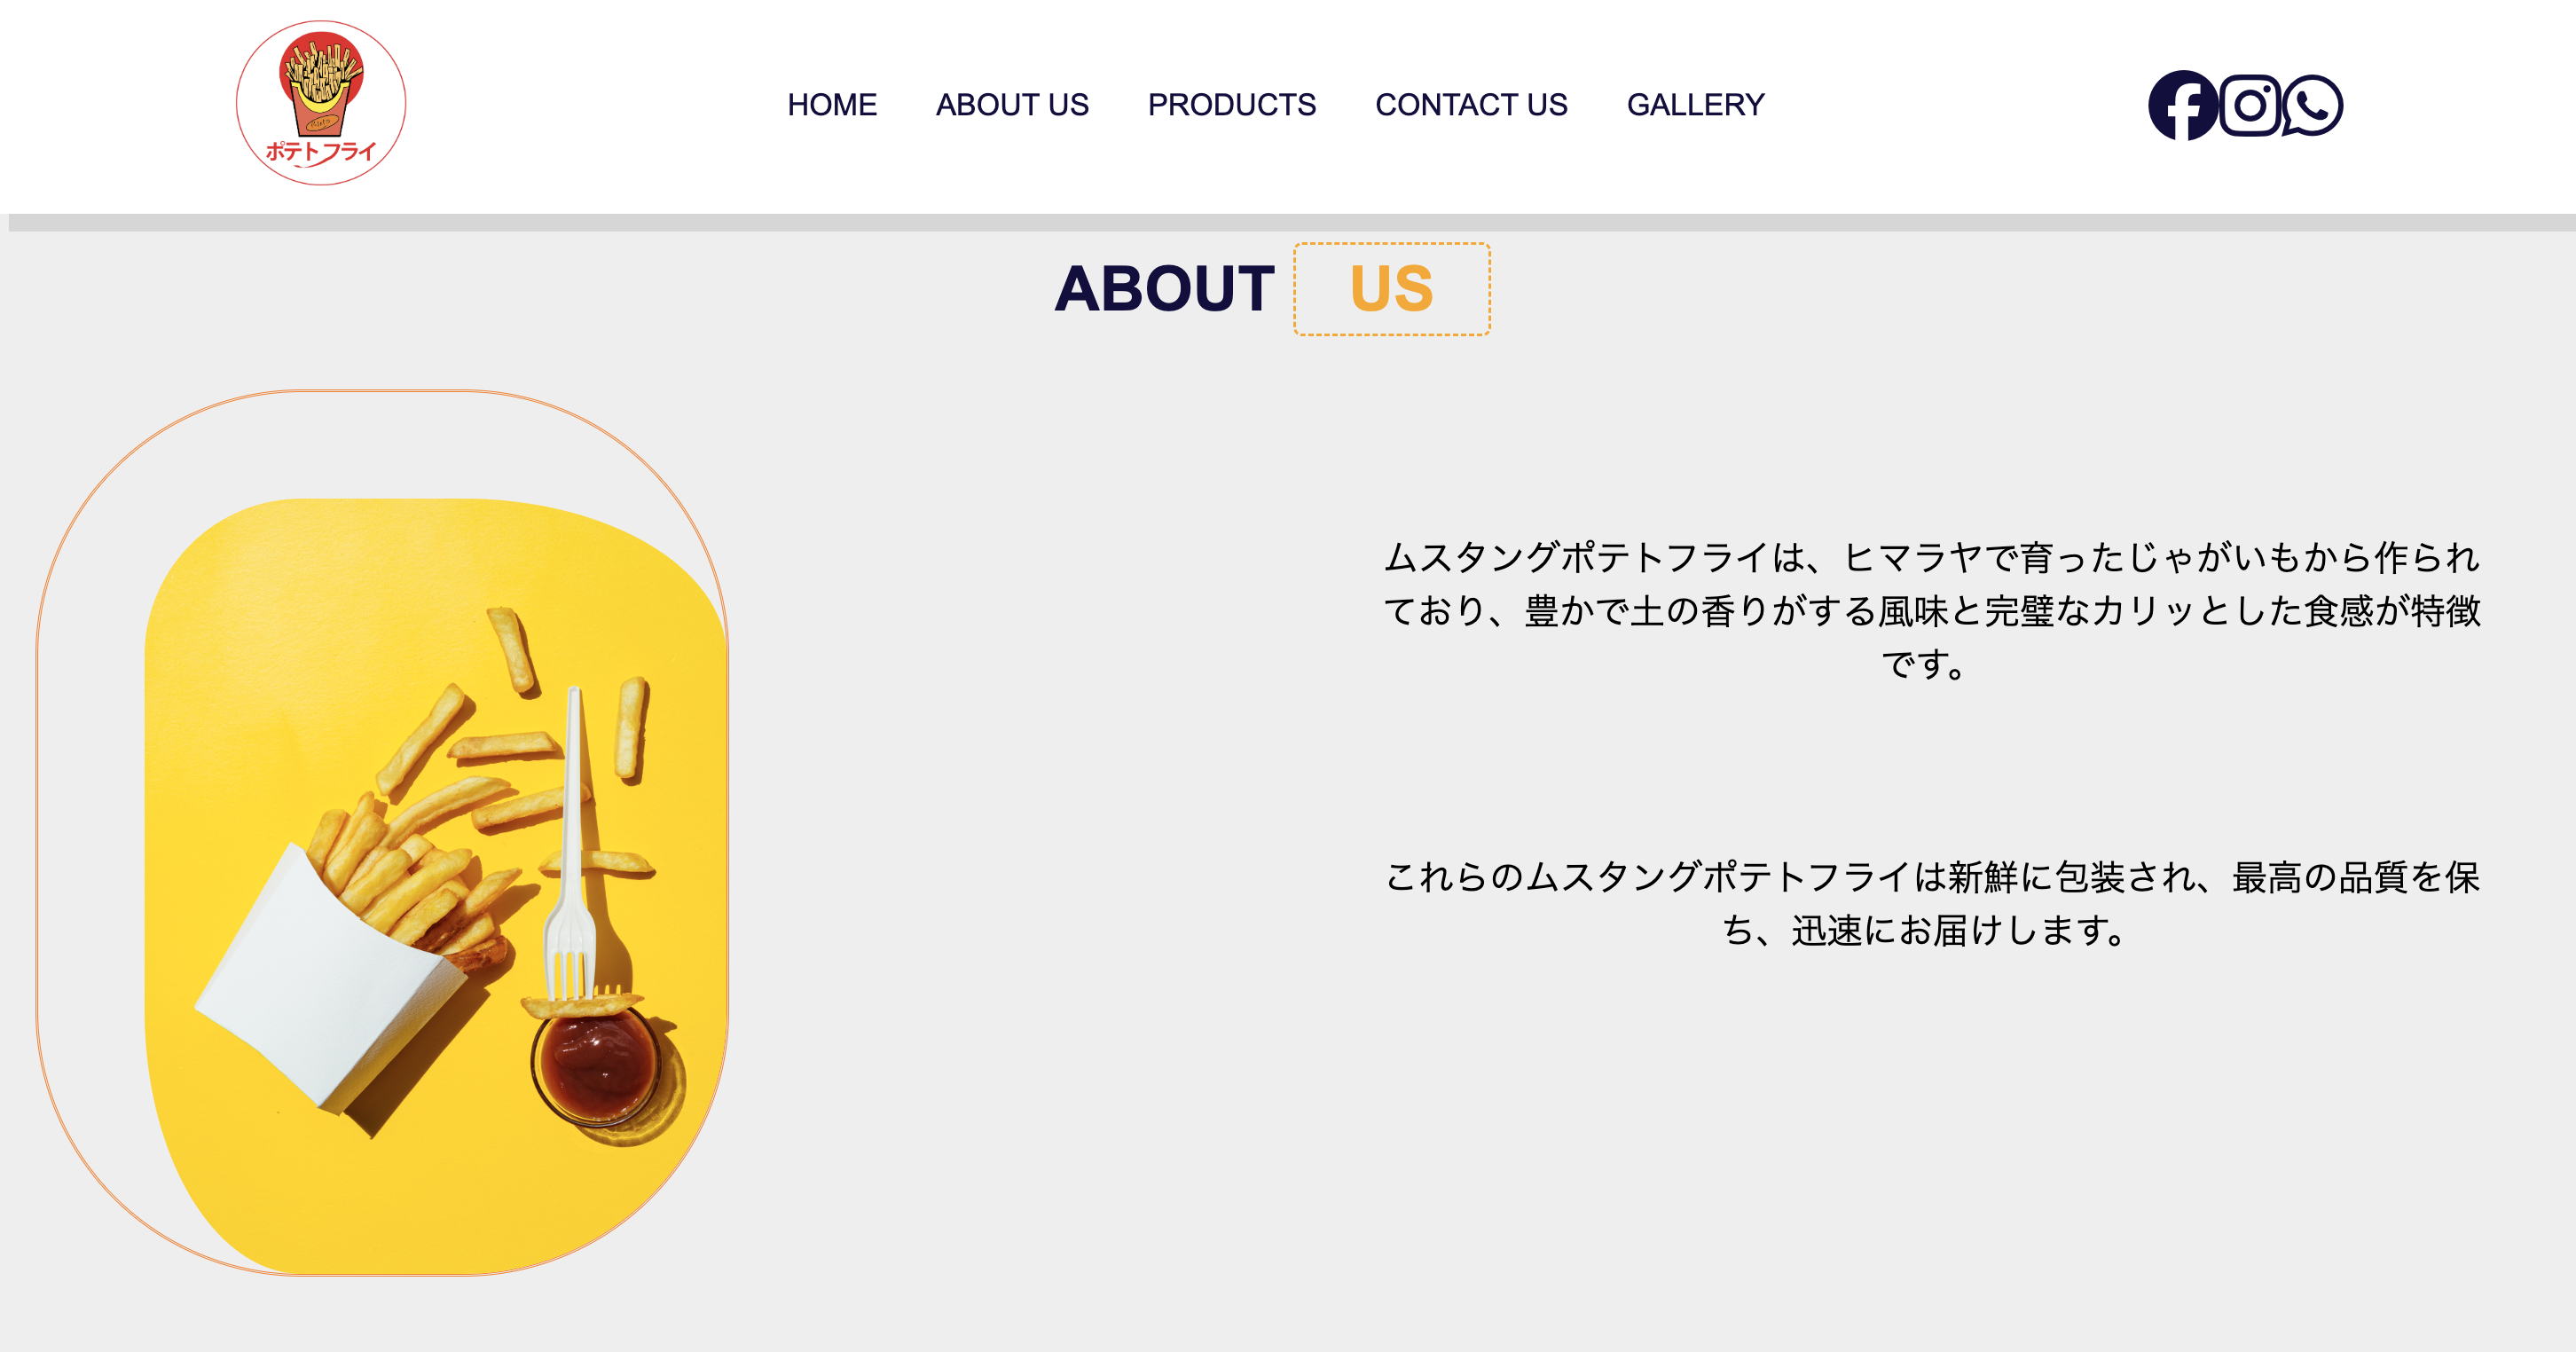 ポテトフライ
HOME ABOUT US PRODUCTS CONTACT US GALLERY
ABOUT US
ムスタングポテトフライは、ヒマラヤで育ったじゃがいもから作られ
ており、豊かで土の香りがする風味と完璧なカリッとした食感が特徴
です。
これらのムスタングポテトフライは新鮮に包装され、最高の品質を保
ち、迅速にお届けします。